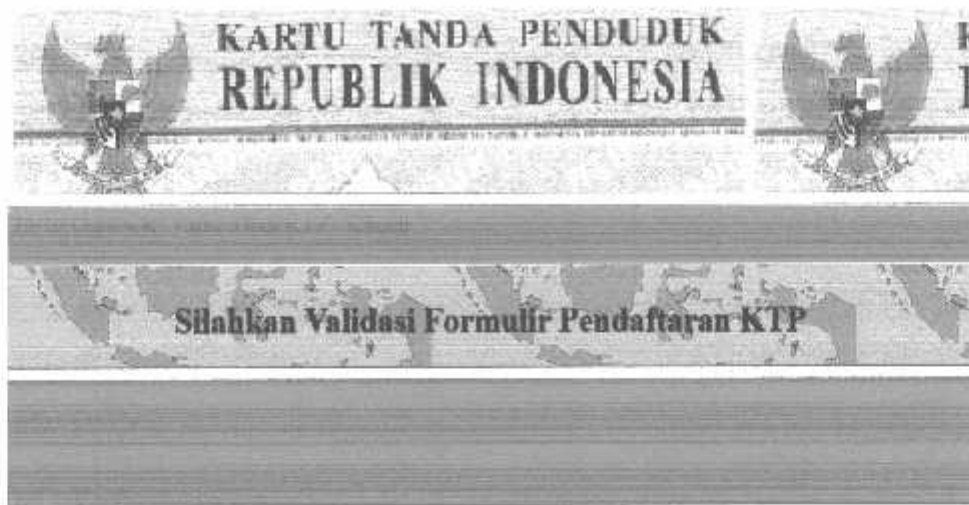 KARTU TANDA PENDUDUK
REPUBLIK INDONESIA
Silahkan Validasi Formulir Pendaftaran KTP